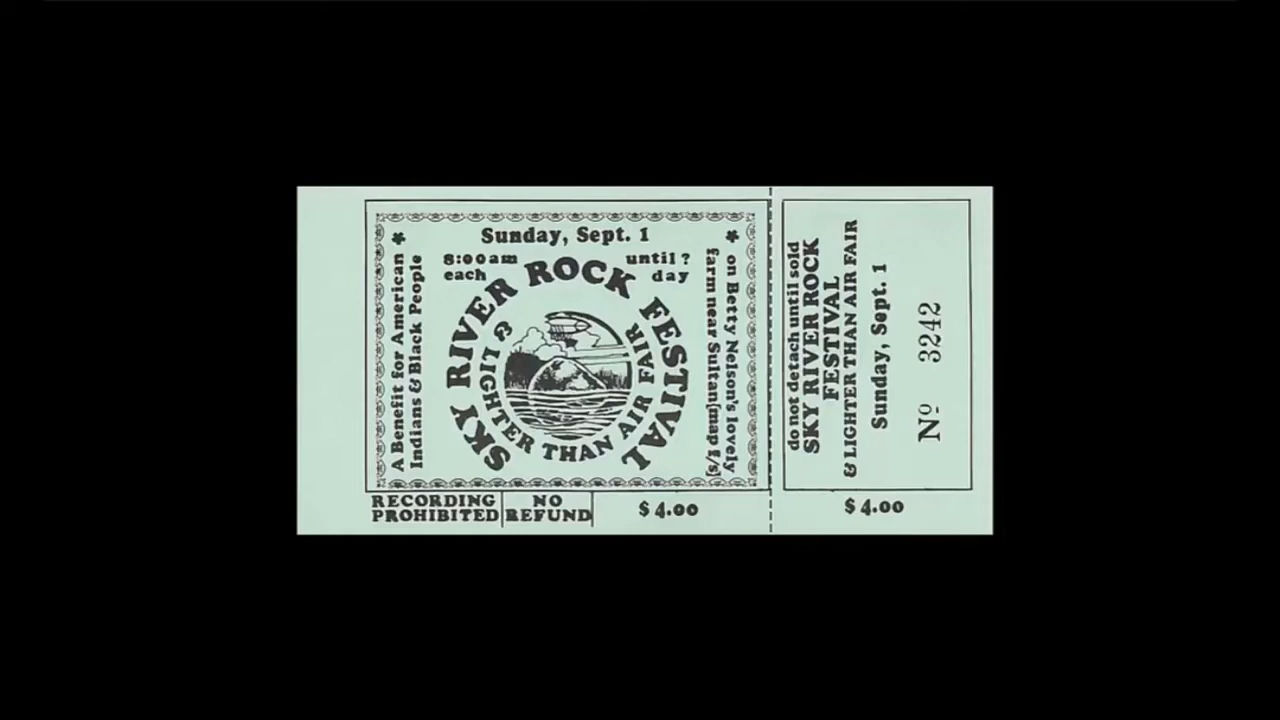 Sunday, Sept. 1
8:00am until ?
each day
SKY RIVER ROCK FESTIVAL
& LIGHTER THAN AIR FAIR
A Benefit for American
Indians & Black People
on Betty Nelson's lovely
farm near Sultan[map i/s]
RECORDING
PROHIBITED
NO
REFUND
$4.00
do not detach until sold
SKY RIVER ROCK
FESTIVAL
& LIGHTER THAN AIR FAIR
Sunday, Sept. 1
Nº 3242
$4.00